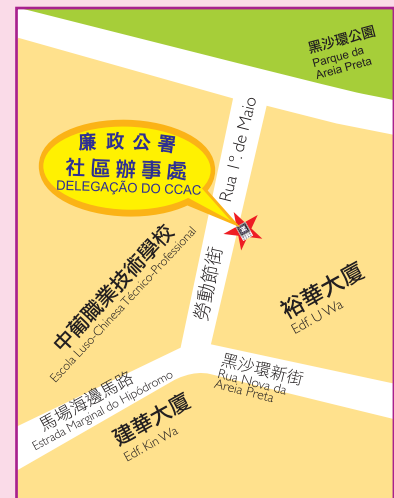 黑沙環公園
Parque da
Areia Preta
Rua 1º. de Maio
廉政公署
社區辦事處
DELEGAÇÃO DO CCAC
勞動節街
中葡職業技術學校
Escola Luso-Chinesa Técnico-Professional
裕華大廈
Edf. U Wa
黑沙環新街
Rua Nova da
Areia Preta
馬場海邊馬路
Estrada Marginal do Hipódromo
建華大廈
Edf. Kin Wa